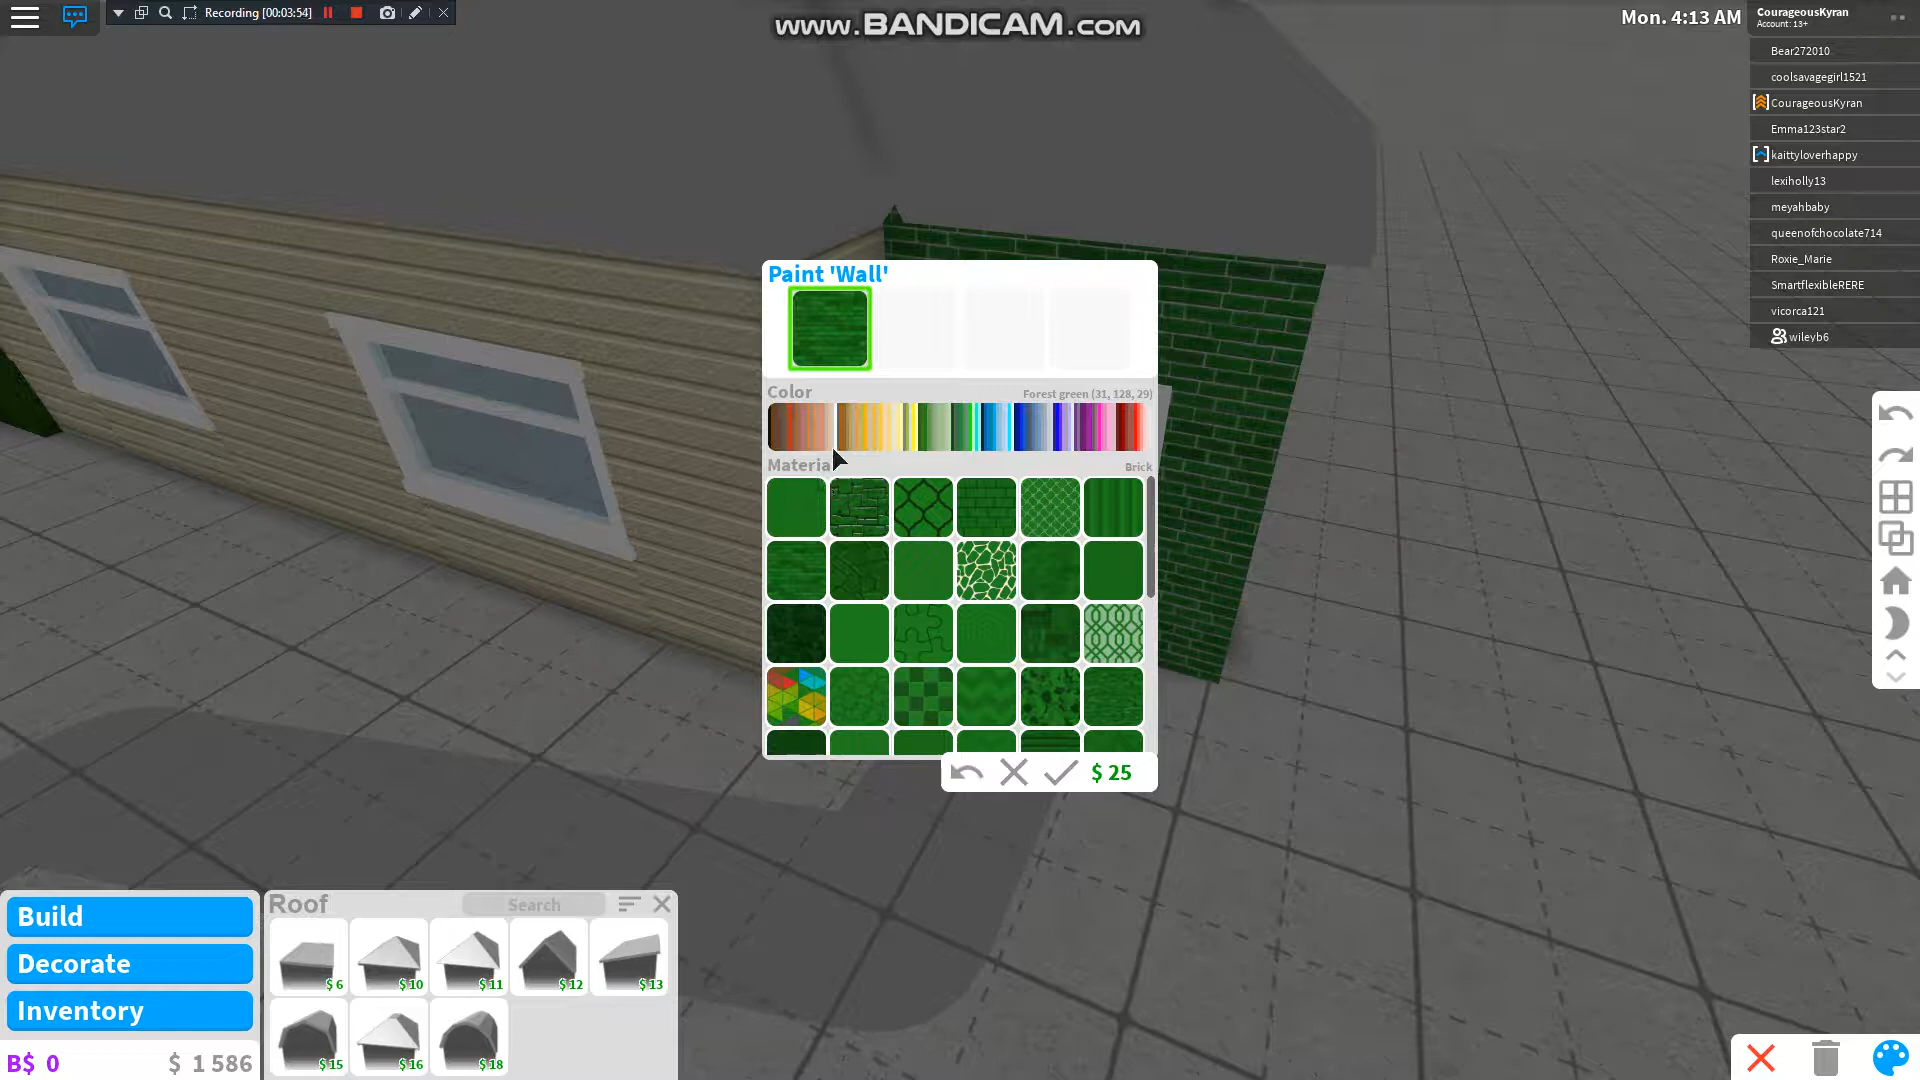 Recording [00:03:54]
www.BANDICAM.com
Mon. 4:13 AM
CourageousKyran
Account: 13+
Bear272010
coolsavagegirl1521
CourageousKyran
Emma123star2
kaittyloverhappy
lexiholly13
meyahbaby
queenofchocolate714
Roxie_Marie
SmartflexibleRERE
vicorca121
wileyb6
Paint 'Wall'
Color
Forest green (31, 128, 29)
Materia
Brick
$ 25
Build
Decorate
Inventory
B$ 0
$ 1 586
Roof
Search
$ 6
$ 10
$ 11
$ 12
$ 13
$ 15
$ 16
$ 18